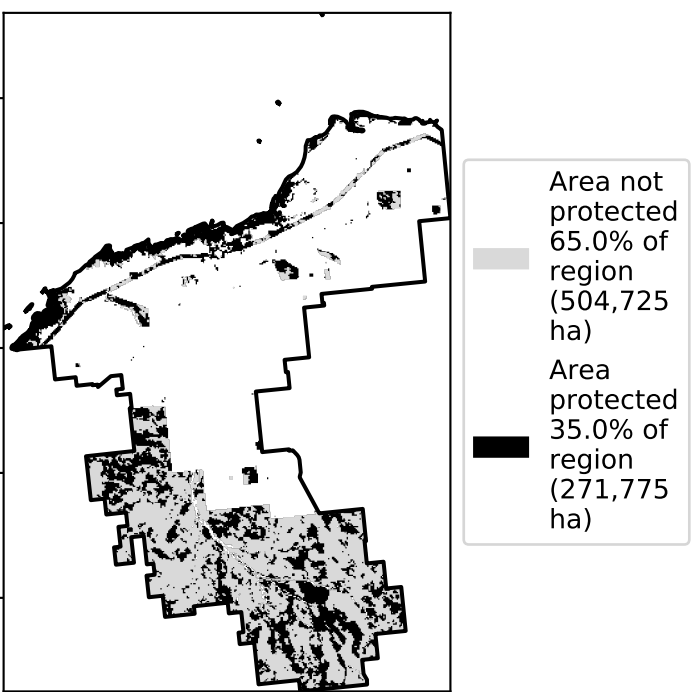 Area not
protected
65.0% of
region
(504,725
ha)
Area
protected
35.0% of
region
(271,775
ha)